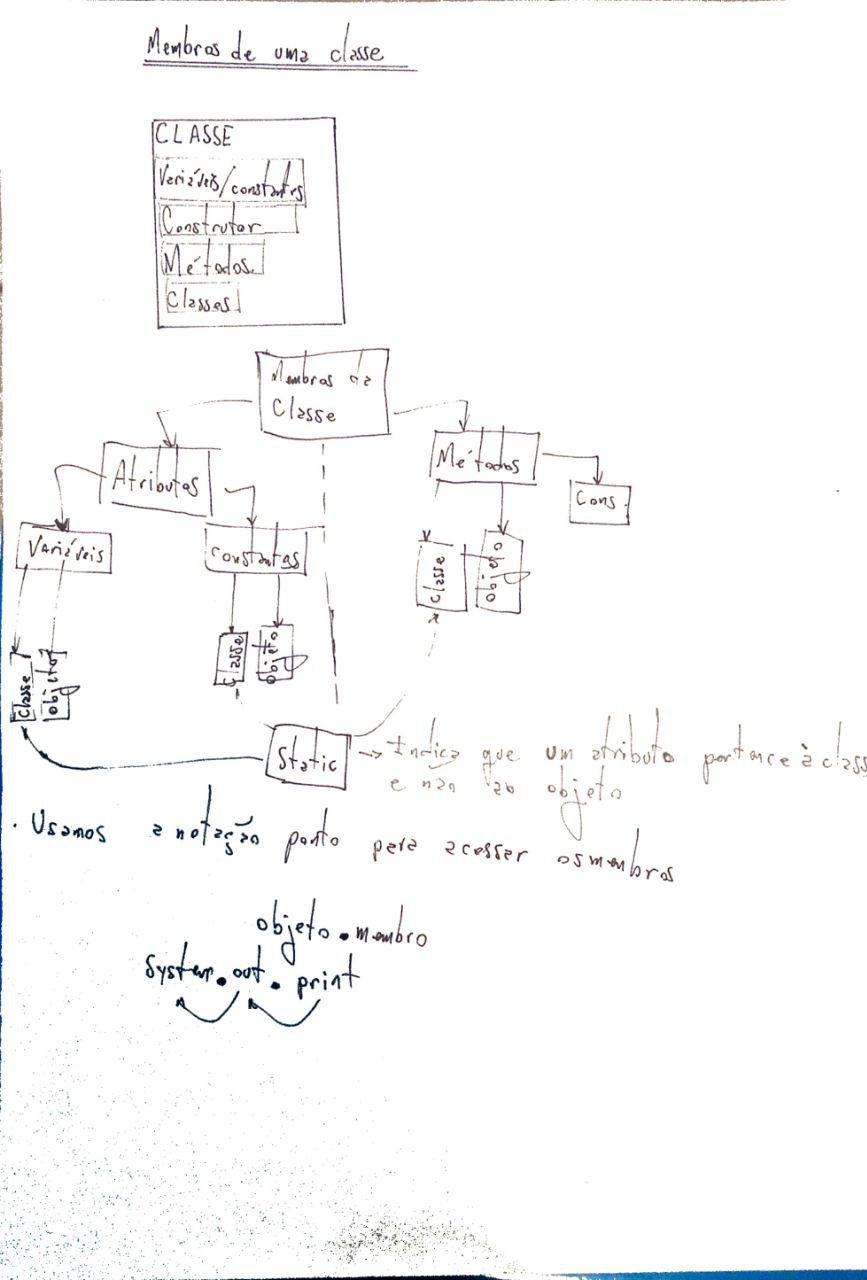 Membros de uma classe
CLASSE
Variáveis/constantes
Construtor
Métodos
Classes
Membros da
Classe
Atributos
Métodos
Cons.
Variáveis
Constantes
Classe
objeto
Classe
objeto
Classe
objeto
Static → Indica que um atributo pertence à class
e não ao objeto
. Usamos a notação ponto para acessar os membros
objeto.membro
System.out.print